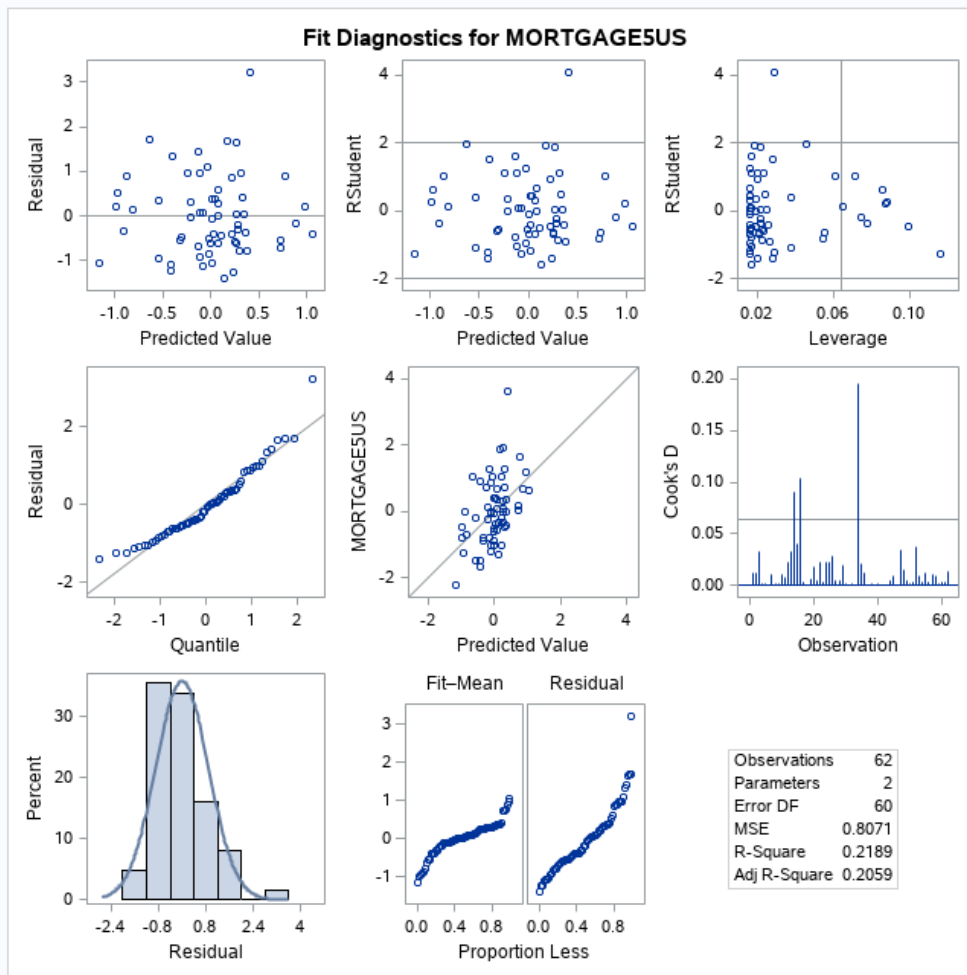 Fit Diagnostics for MORTGAGE5US
Residual
3
2
1
0
-1
-1.0 -0.5 0.0 0.5 1.0
Predicted Value
RStudent
4
2
0
-2
-1.0 -0.5 0.0 0.5 1.0
Predicted Value
RStudent
4
2
0
-2
0.02 0.06 0.10
Leverage
Residual
2
0
-2
-2 -1 0 1 2
Quantile
MORTGAGE5US
4
2
0
-2
-2 0 2 4
Predicted Value
Cook's D
0.20
0.15
0.10
0.05
0.00
0 20 40 60
Observation
Percent
30
20
10
0
-2.4 -0.8 0.8 2.4 4
Residual
Fit–Mean Residual
3
2
1
0
-1
0.0 0.4 0.8 0.0 0.4 0.8
Proportion Less
Observations 62
Parameters 2
Error DF 60
MSE 0.8071
R-Square 0.2189
Adj R-Square 0.2059